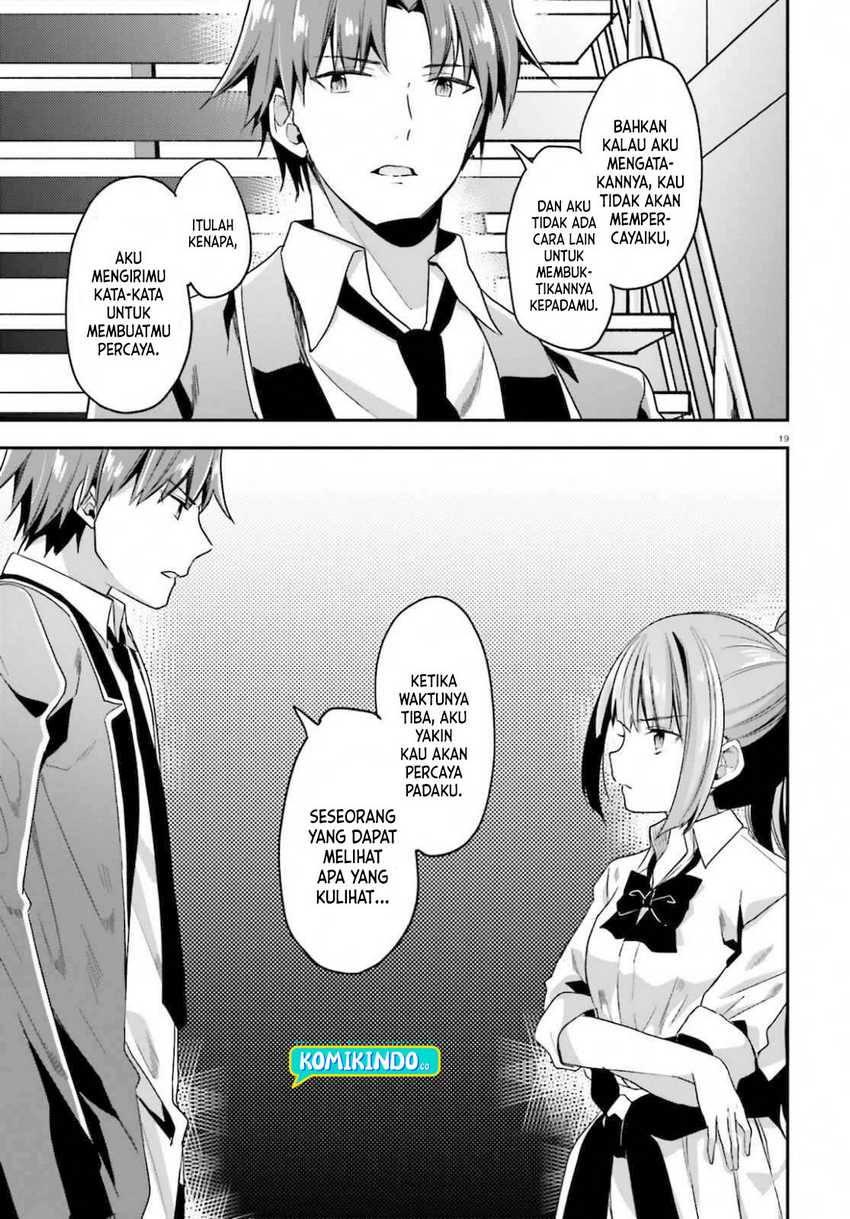 BAHKAN
KALAU AKU
MENGATA-
KANNYA, KAU
TIDAK AKAN
MEMPER-
CAYAIKU,
DAN AKU
TIDAK ADA
CARA LAIN
UNTUK
MEMBUK-
TIKANNYA
KEPADAMU.
ITULAH
KENAPA,
AKU
MENGIRIMU
KATA-KATA
UNTUK
MEMBUATMU
PERCAYA.
19
KETIKA
WAKTUNYA
TIBA, AKU
YAKIN
KAU AKAN
PERCAYA
PADAKU.
SESEORANG
YANG DAPAT
MELIHAT
APA YANG
KULIHAT...
KOMIKINDO.CO